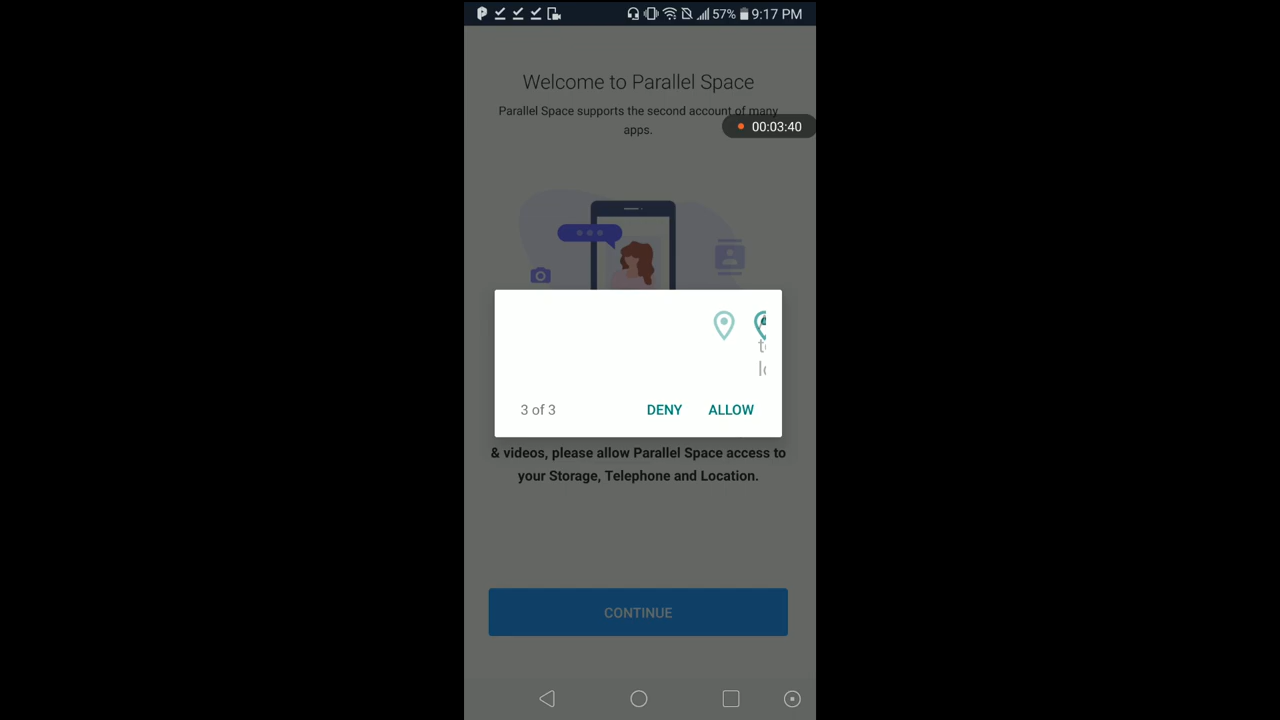 57% 9:17 PM
Welcome to Parallel Space
Parallel Space supports the second account of many
apps.
00:03:40
3 of 3 DENY ALLOW
& videos, please allow Parallel Space access to
your Storage, Telephone and Location.
CONTINUE